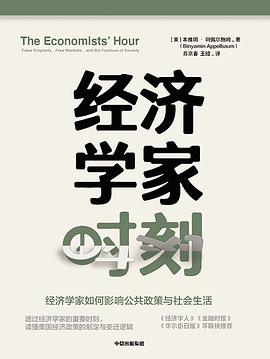 The Economists' Hour
False Prophets, Free Markets, and the Fracture of Society
[美]本雅明·阿佩尔鲍姆_著
(Binyamin Appelbaum)
苏京春 王琰_译
经济
学家
时刻
经济学家如何影响公共政策与社会生活
透过经济学家的重要时刻,
读懂美国经济政策的制定与变迁逻辑
《经济学人》《金融时报》
《华尔街日报》等联袂推荐
中信出版集团